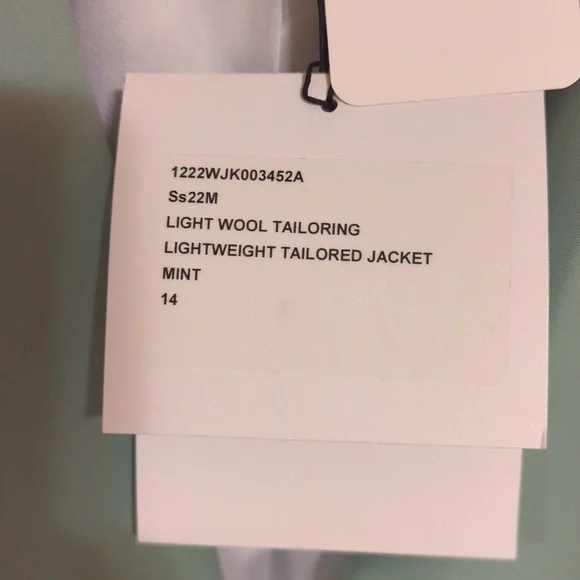 1222WJK003452A
Ss22M
LIGHT WOOL TAILORING
LIGHTWEIGHT TAILORED JACKET
MINT
14